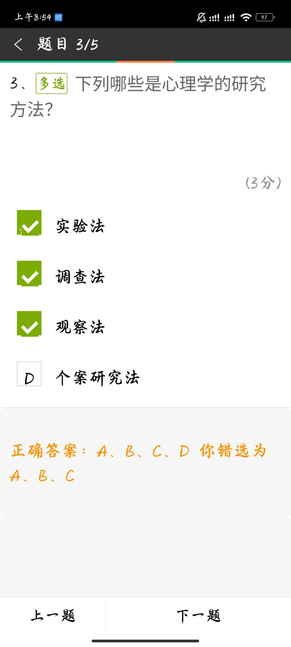 上午8:54
97
题目 3/5
3、多选 下列哪些是心理学的研究
方法？
(3分)
实验法
调查法
观察法
D 个案研究法
正确答案：A、B、C、D 你错选为
A、B、C
上一题 下一题